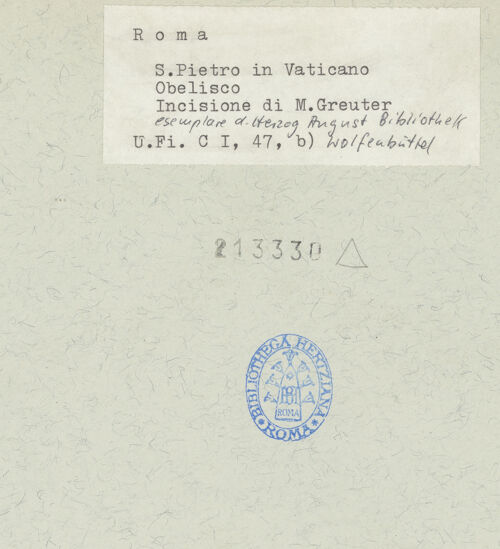 Roma
S.Pietro in Vaticano
Obelisco
Incisione di M.Greuter
esemplare d. Herzog August Bibliothek
U.Fi. C I, 47, b) Wolfenbüttel
213330
BIBLIOTHECA HERTZIANA
ROMA
ROMA